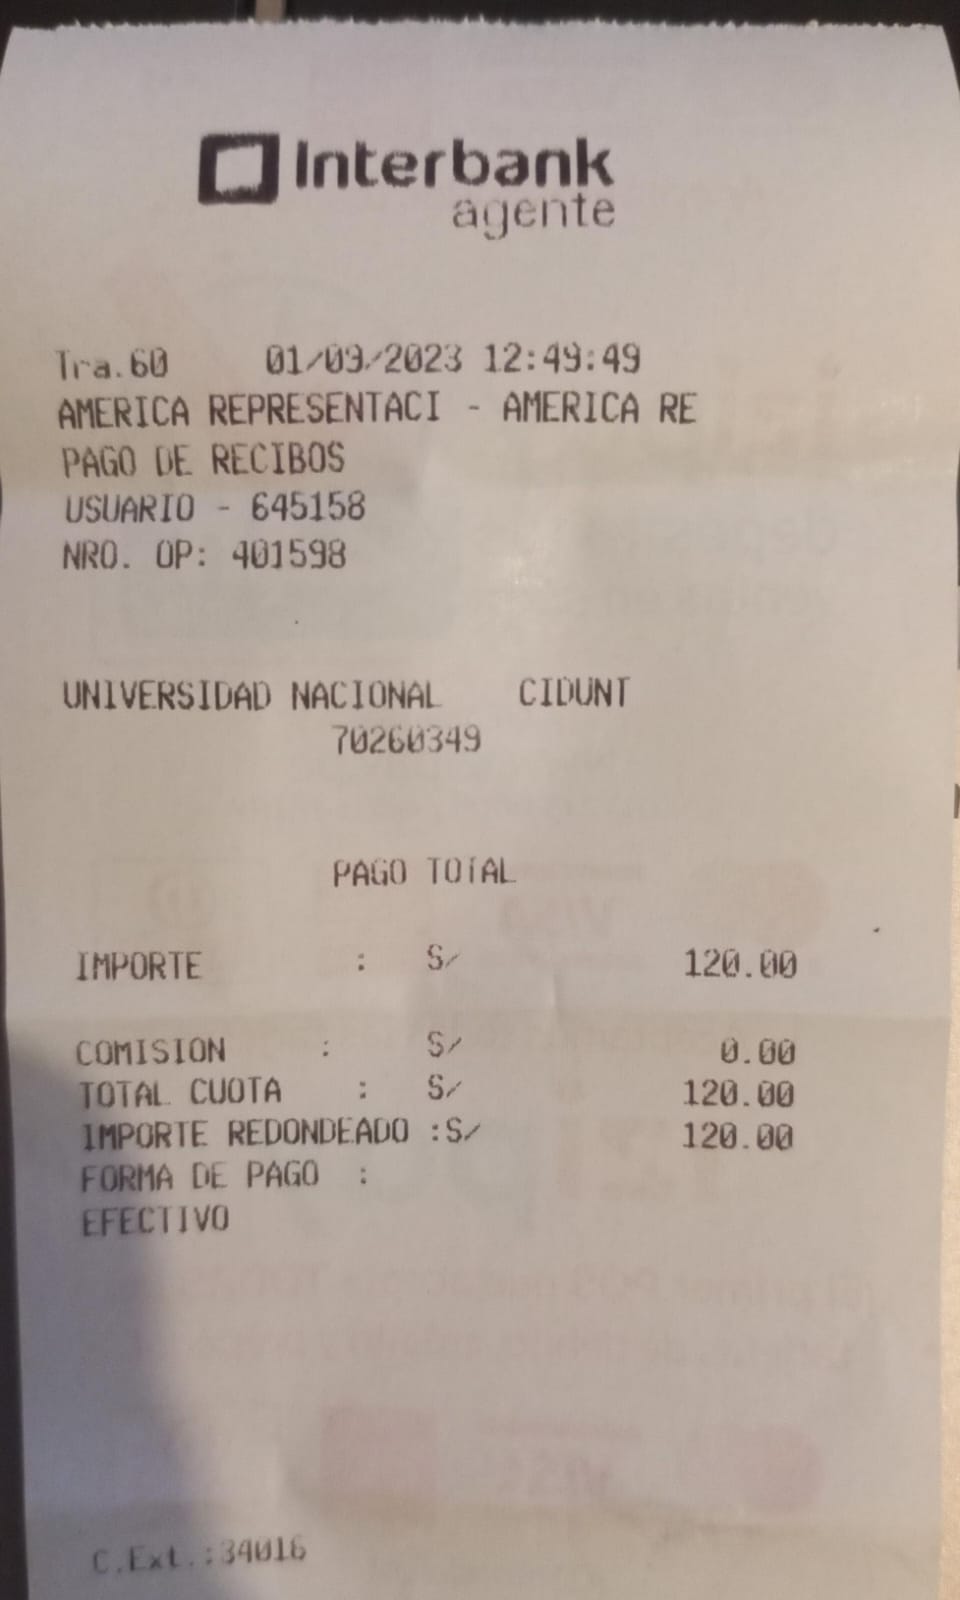 Interbank
agente
Tra.60 01/09/2023 12:49:49
AMERICA REPRESENTACI - AMERICA RE
PAGO DE RECIBOS
USUARIO - 645158
NRO. OP: 401598
UNIVERSIDAD NACIONAL CIDUNT
70260349
PAGO TOTAL
IMPORTE : S/ 120.00
COMISION : S/ 0.00
TOTAL CUOTA : S/ 120.00
IMPORTE REDONDEADO :S/ 120.00
FORMA DE PAGO :
EFECTIVO
C.Ext.:34016